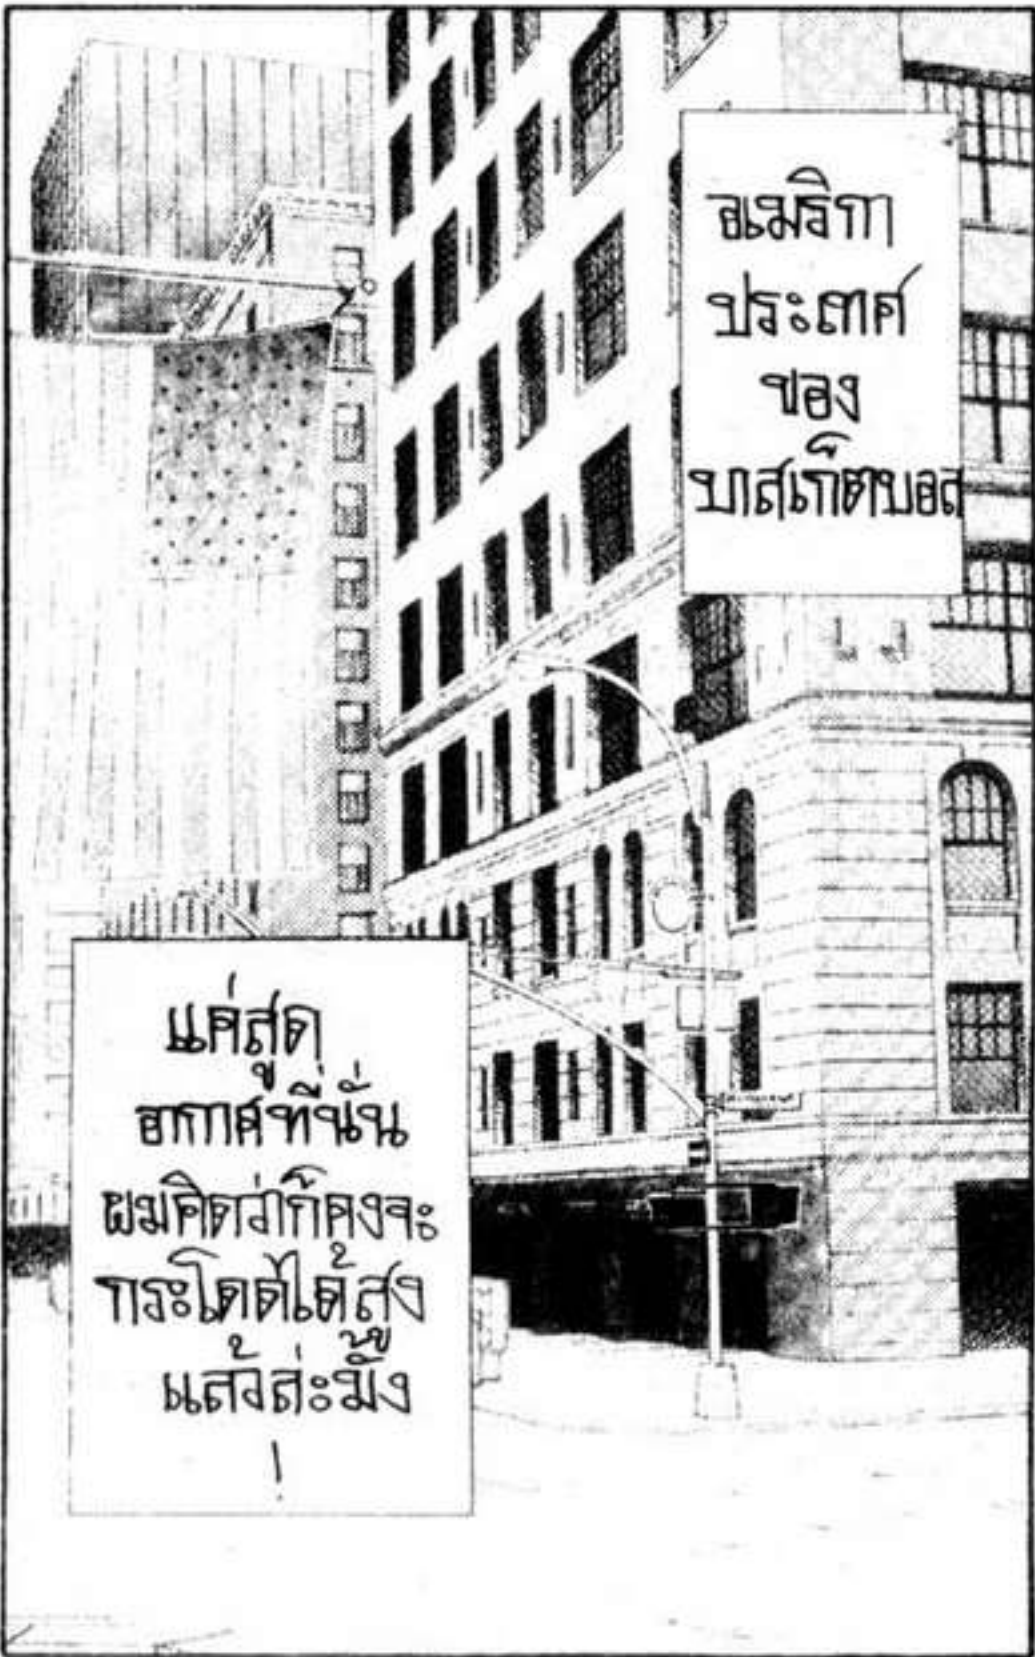 อเมริกา
ประเทศ
ของ
บาสเก็ตบอล
แค่สูด
อากาศที่นั่น
ผมคิดว่าก็คงจะ
กระโดดได้สูง
แล้วล่ะมั้ง
!